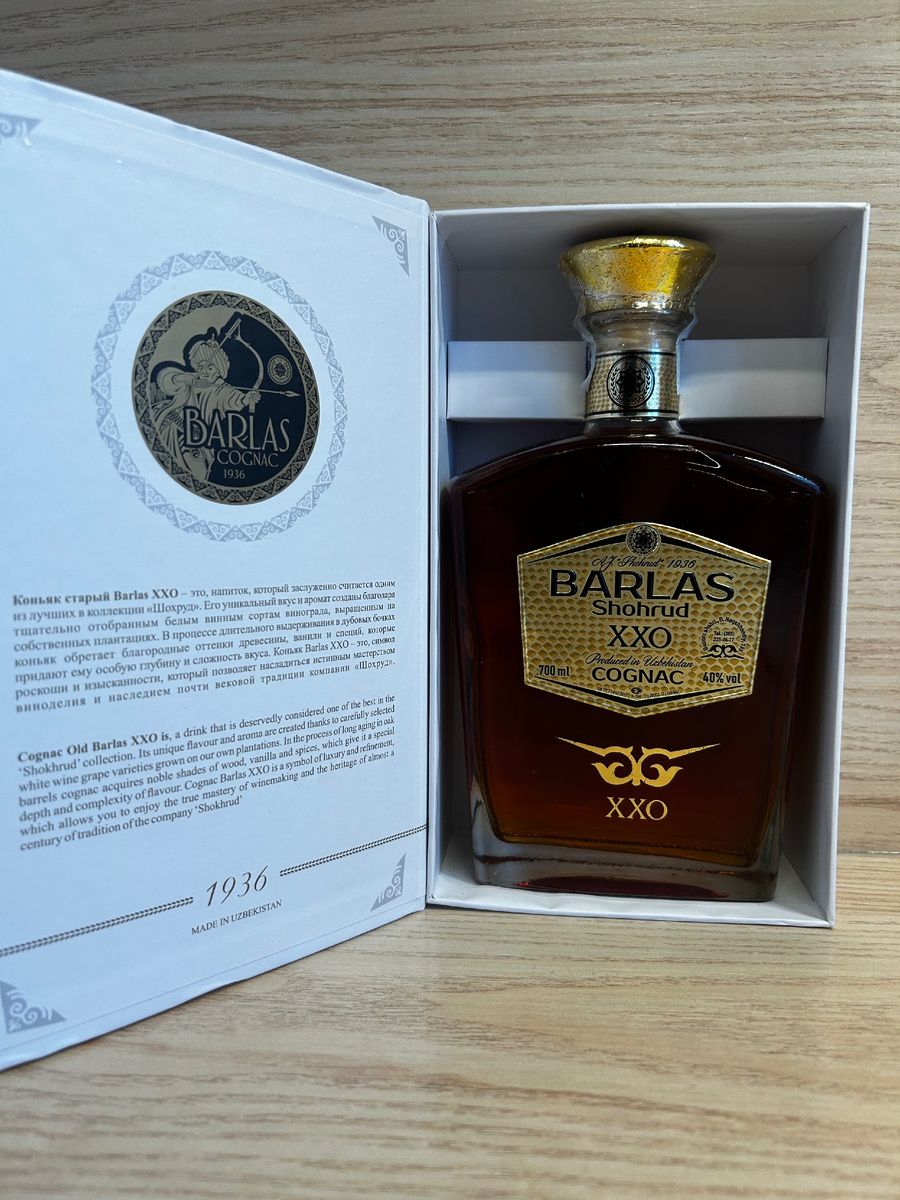 BARLAS
COGNAC
1936
Коньяк старый Barlas XXO – это, напиток, который заслуженно считается одним
из лучших в коллекции «Шохруд». Его уникальный вкус и аромат созданы благодаря
тщательно отобранным белым винным сортам винограда, выращенным на
собственных плантациях. В процессе длительного выдерживания в дубовых бочках
коньяк обретает благородные оттенки древесины, ванили и специй, которые
придают ему особую глубину и сложность вкуса. Коньяк Barlas XXO – это, символ
роскоши и изысканности, который позволяет насладиться истинным мастерством
виноделия и наследием почти вековой традиции компании «Шохруд».
Cognac Old Barlas XXO is, a drink that is deservedly considered one of the best in the
‘Shokhrud’ collection. Its unique flavour and aroma are created thanks to carefully selected
white wine grape varieties grown on our own plantations. In the process of long aging in oak
barrels cognac acquires noble shades of wood, vanilla and spices, which give it a special
depth and complexity of flavour. Cognac Barlas XXO is a symbol of luxury and refinement,
which allows you to enjoy the true mastery of winemaking and the heritage of almost a
century of tradition of the company ‘Shokhrud’
1936
MADE IN UZBEKISTAN
AJ "Shohrud" 1936
BARLAS
Shohrud
XXO
Produced in Uzbekistan
COGNAC
700 ml
40% vol
Tel.: (365)
225-06-77
XXO